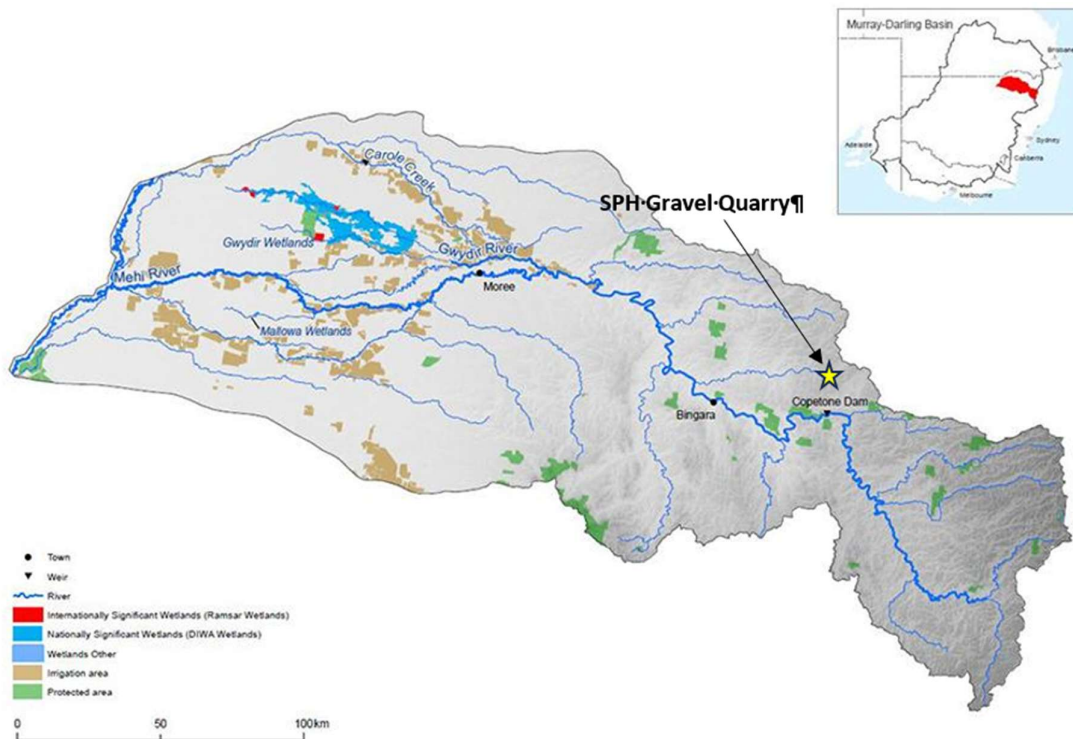 Murray-Darling Basin
Brisbane
Adelaide
Sydney
Canberra
Melbourne
SPH·Gravel·Quarry¶
Carole Creek
Gwydir Wetlands
Gwydir River
Mehi River
Moree
Mallowa Wetlands
Copetone Dam
Bingara
Town
Weir
River
Internationally Significant Wetlands (Ramsar Wetlands)
Nationally Significant Wetlands (DIWA Wetlands)
Wetlands Other
Irrigation area
Protected area
0 50 100km